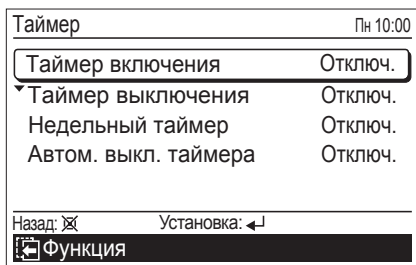 Таймер Пн 10:00
Таймер включения Отключ.
Таймер выключения Отключ.
Недельный таймер Отключ.
Автом. выкл. таймера Отключ.
Назад: Установка:
Функция